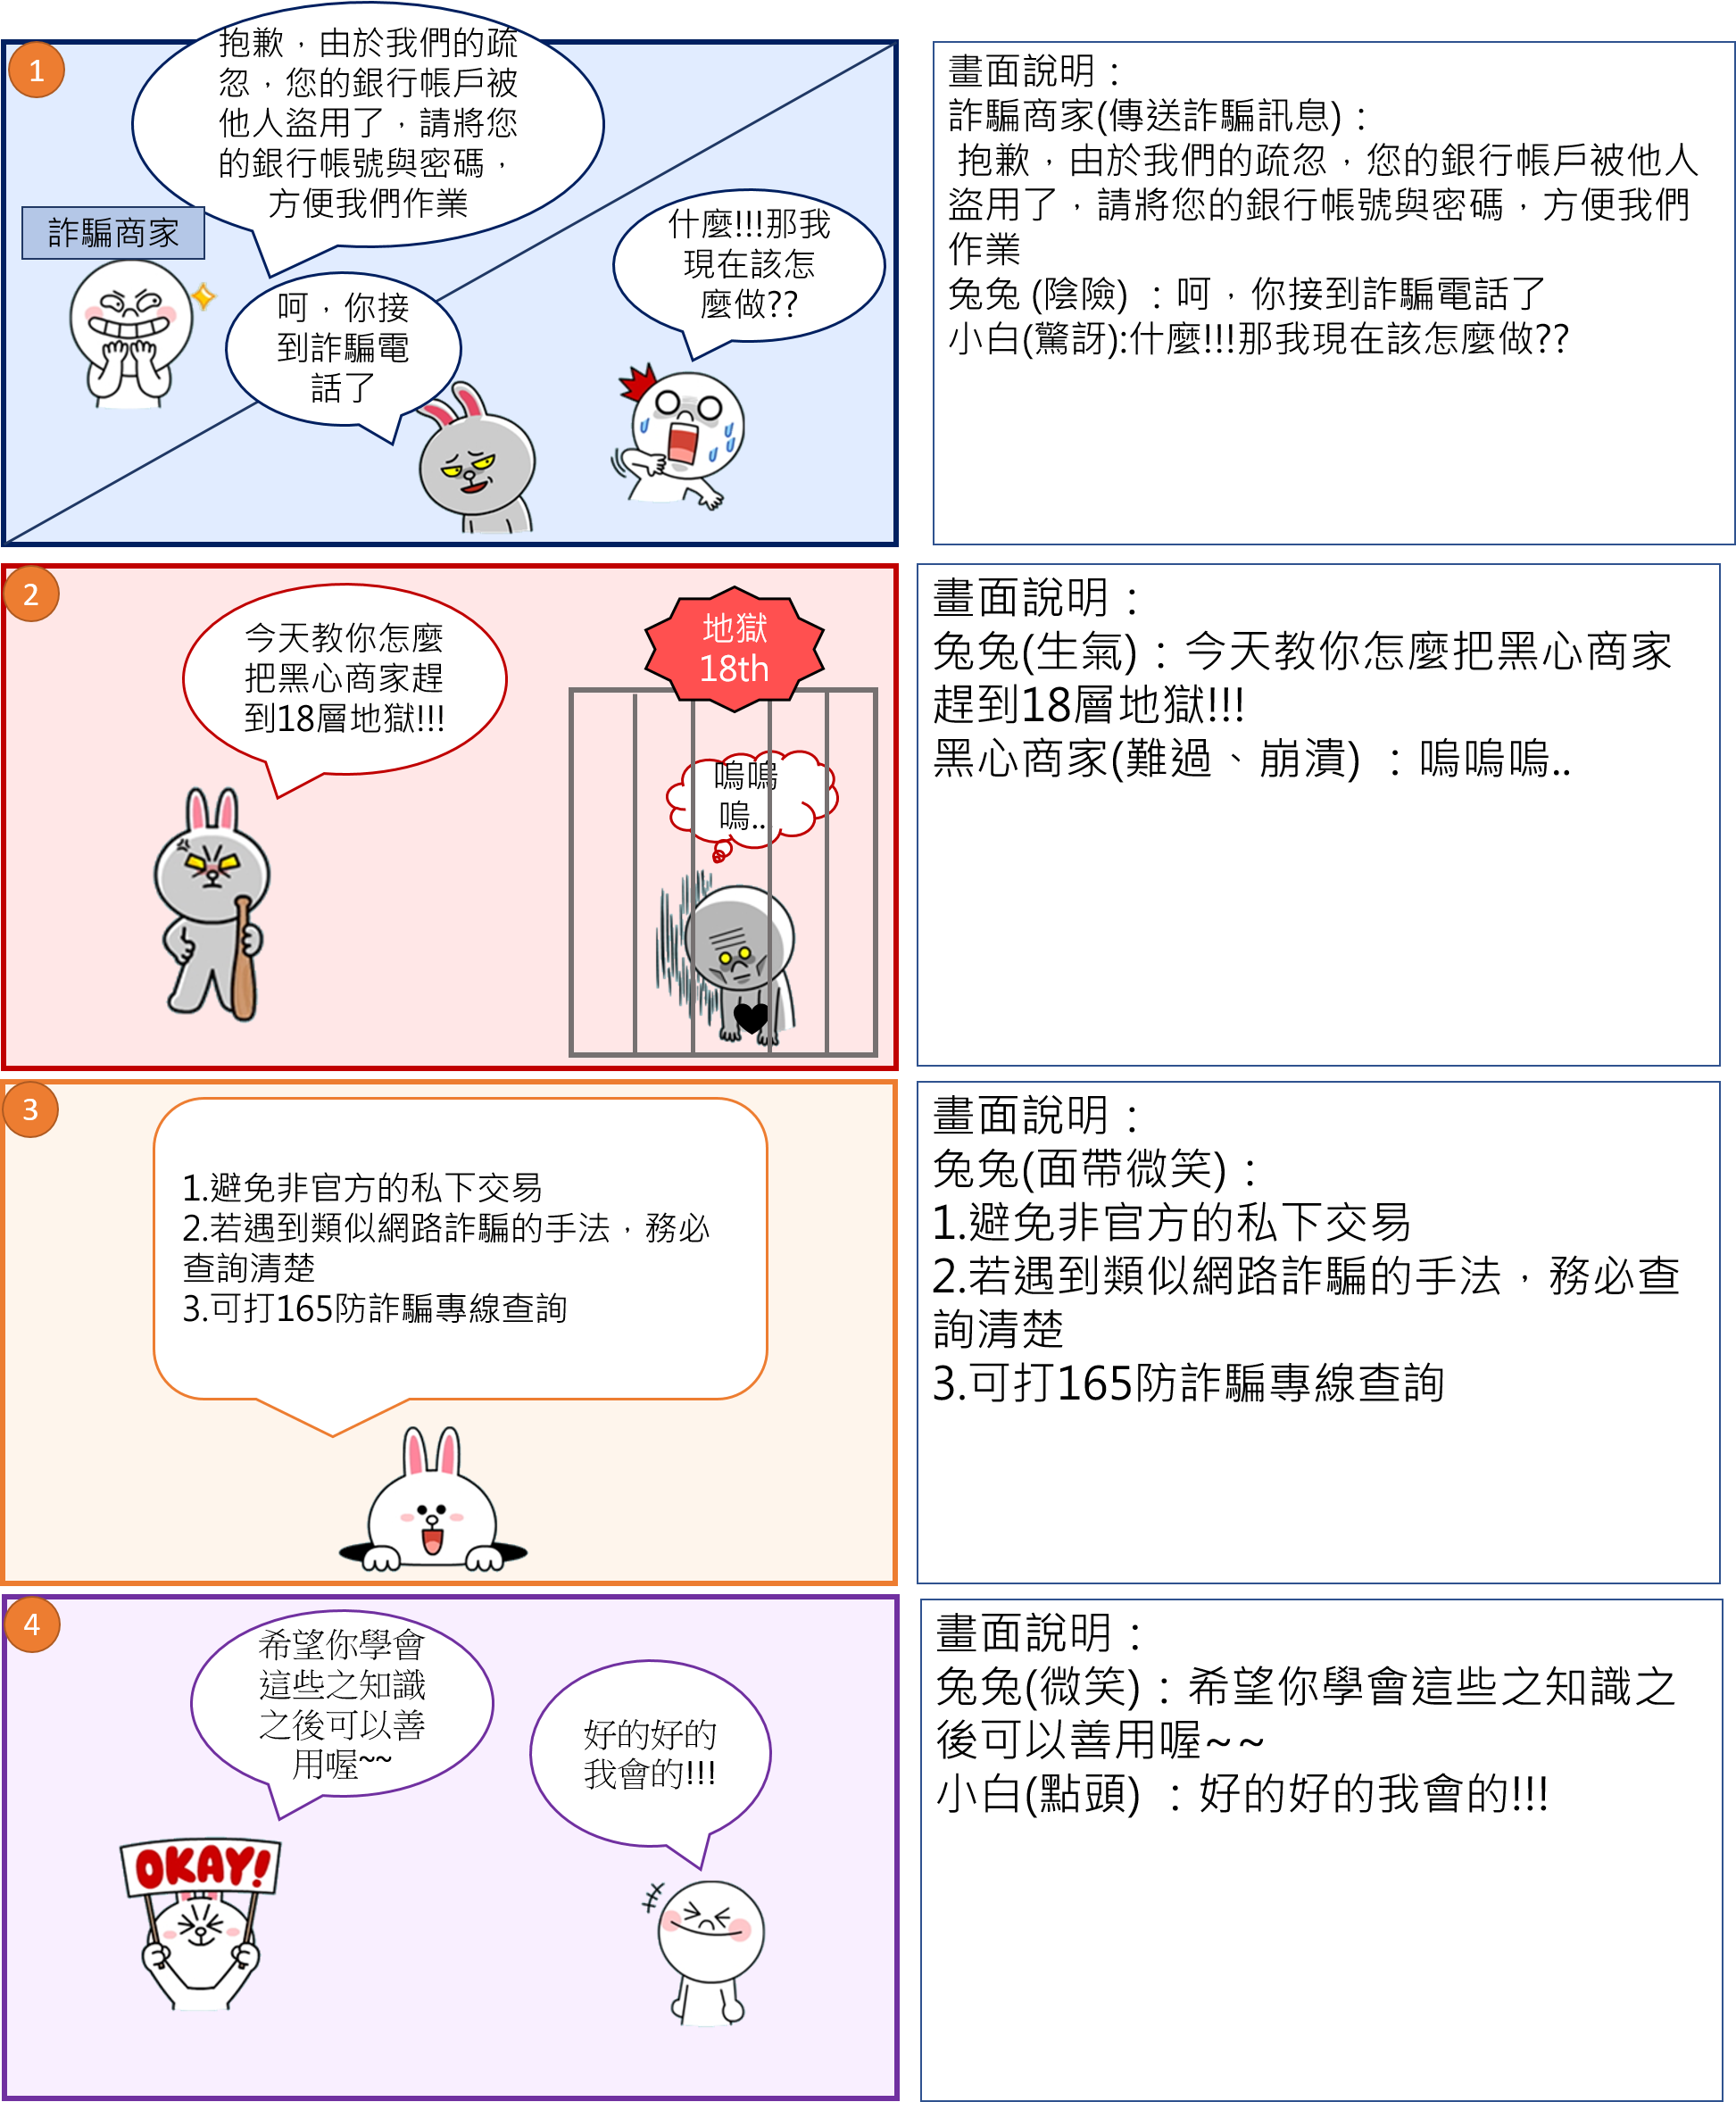 1
抱歉，由於我們的疏
忽，您的銀行帳戶被
他人盜用了，請將您
的銀行帳號與密碼，
方便我們作業
詐騙商家
呵，你接
到詐騙電
話了
什麼!!!那我
現在該怎
麼做??
畫面說明：
詐騙商家(傳送詐騙訊息)：
抱歉，由於我們的疏忽，您的銀行帳戶被他人
盜用了，請將您的銀行帳號與密碼，方便我們
作業
兔兔 (陰險) ：呵，你接到詐騙電話了
小白(驚訝):什麼!!!那我現在該怎麼做??
2
今天教你怎麼
把黑心商家趕
到18層地獄!!!
地獄
18th
嗚嗚
嗚..
畫面說明：
兔兔(生氣)：今天教你怎麼把黑心商家
趕到18層地獄!!!
黑心商家(難過、崩潰) ：嗚嗚嗚..
3
1.避免非官方的私下交易
2.若遇到類似網路詐騙的手法，務必
查詢清楚
3.可打165防詐騙專線查詢
畫面說明：
兔兔(面帶微笑)：
1.避免非官方的私下交易
2.若遇到類似網路詐騙的手法，務必查
詢清楚
3.可打165防詐騙專線查詢
4
希望你學會
這些之知識
之後可以善
用喔~~
好的好的
我會的!!!
OKAY!
畫面說明：
兔兔(微笑)：希望你學會這些之知識之
後可以善用喔~~
小白(點頭) ：好的好的我會的!!!